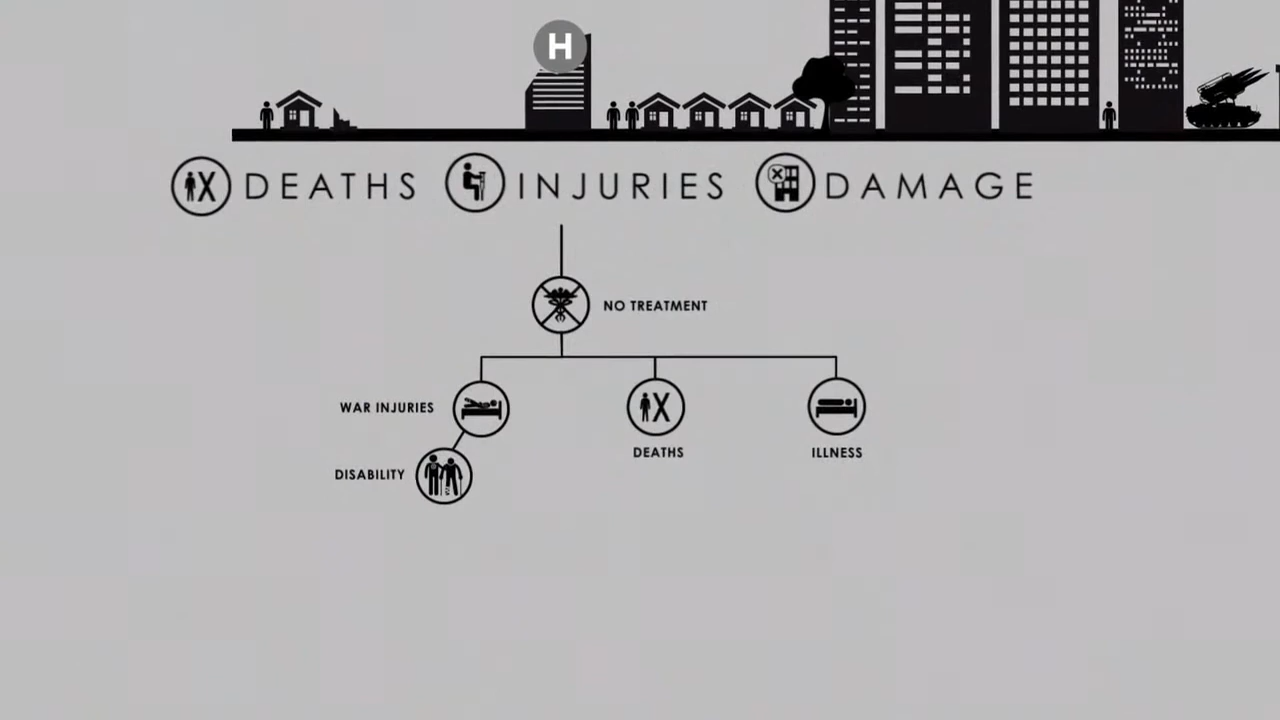 H
DEATHS INJURIES DAMAGE
NO TREATMENT
WAR INJURIES
DEATHS
ILLNESS
DISABILITY